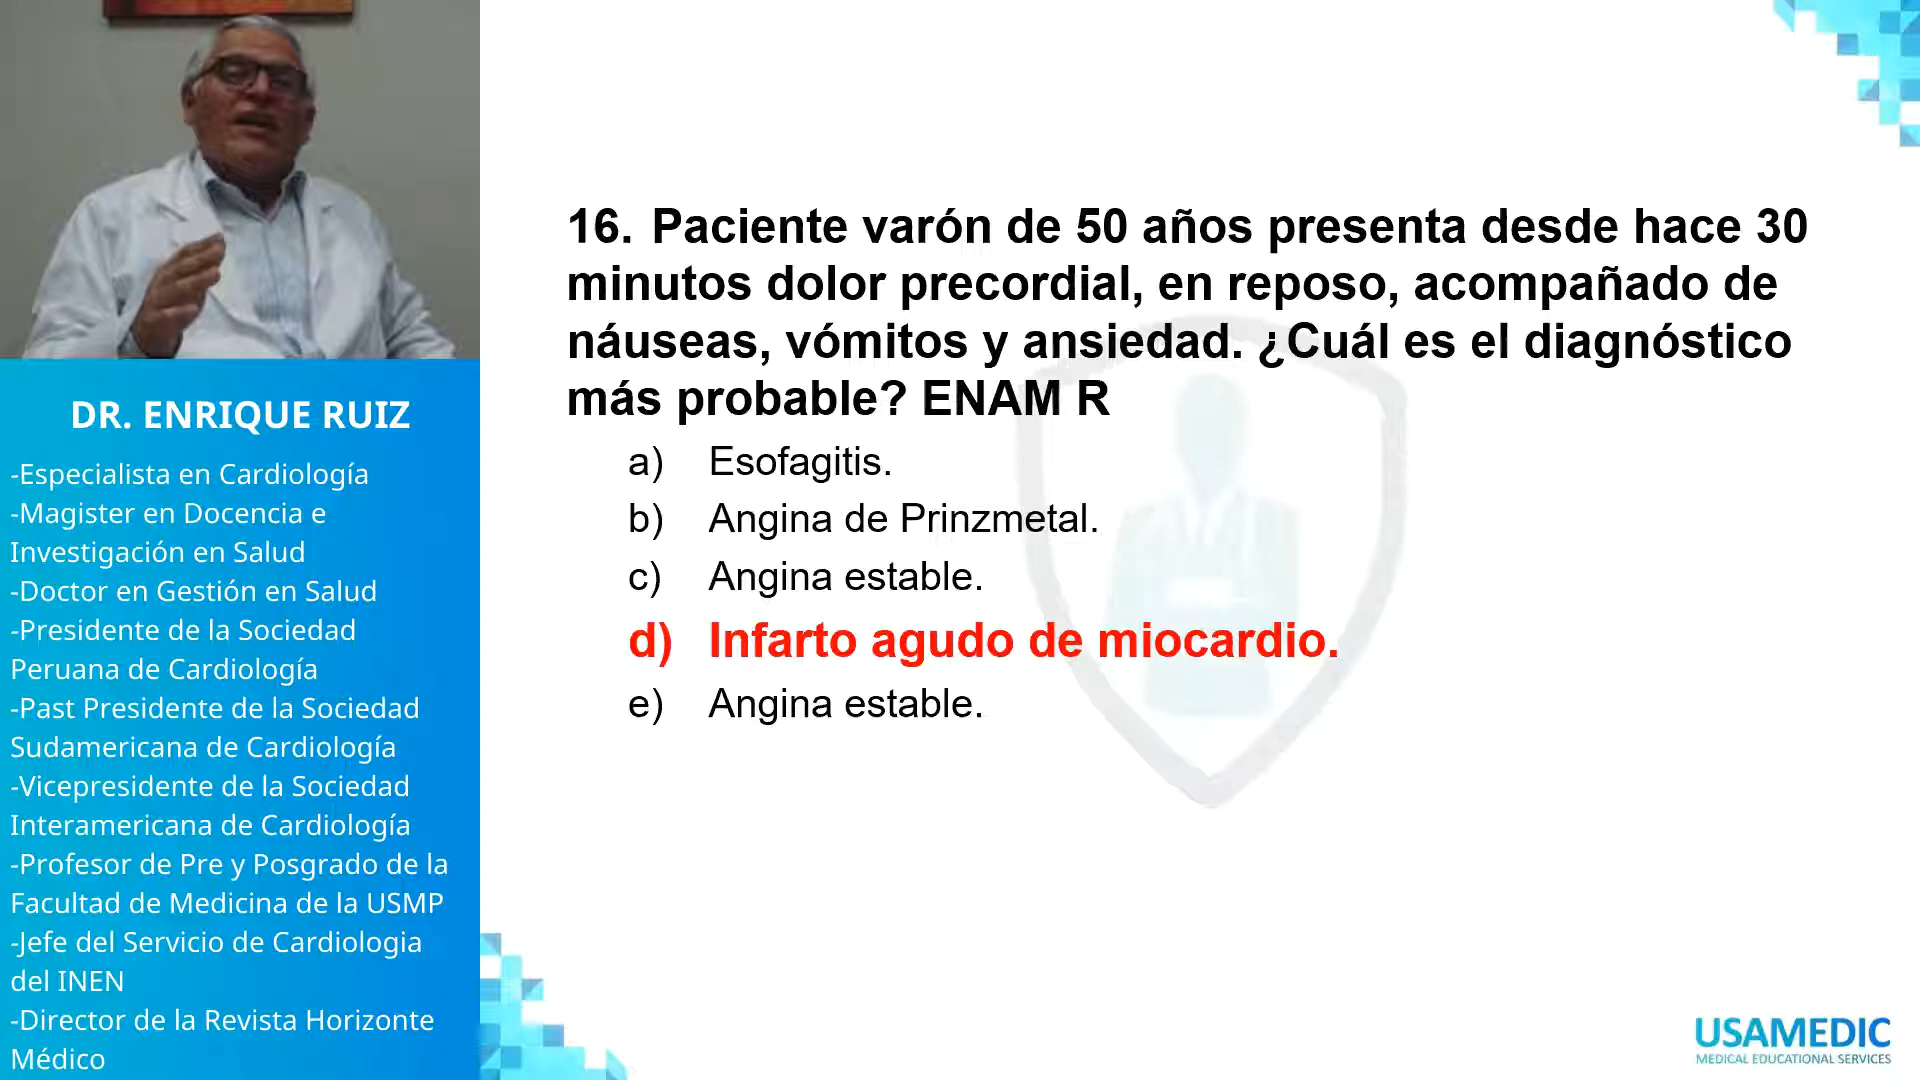 DR. ENRIQUE RUIZ
-Especialista en Cardiología
-Magister en Docencia e
Investigación en Salud
-Doctor en Gestión en Salud
-Presidente de la Sociedad
Peruana de Cardiología
-Past Presidente de la Sociedad
Sudamericana de Cardiología
-Vicepresidente de la Sociedad
Interamericana de Cardiología
-Profesor de Pre y Posgrado de la
Facultad de Medicina de la USMP
-Jefe del Servicio de Cardiologia
del INEN
-Director de la Revista Horizonte
Médico
16. Paciente varón de 50 años presenta desde hace 30
minutos dolor precordial, en reposo, acompañado de
náuseas, vómitos y ansiedad. ¿Cuál es el diagnóstico
más probable? ENAM R
a) Esofagitis.
b) Angina de Prinzmetal.
c) Angina estable.
d) Infarto agudo de miocardio.
e) Angina estable.
USAMEDIC
MEDICAL EDUCATIONAL SERVICES